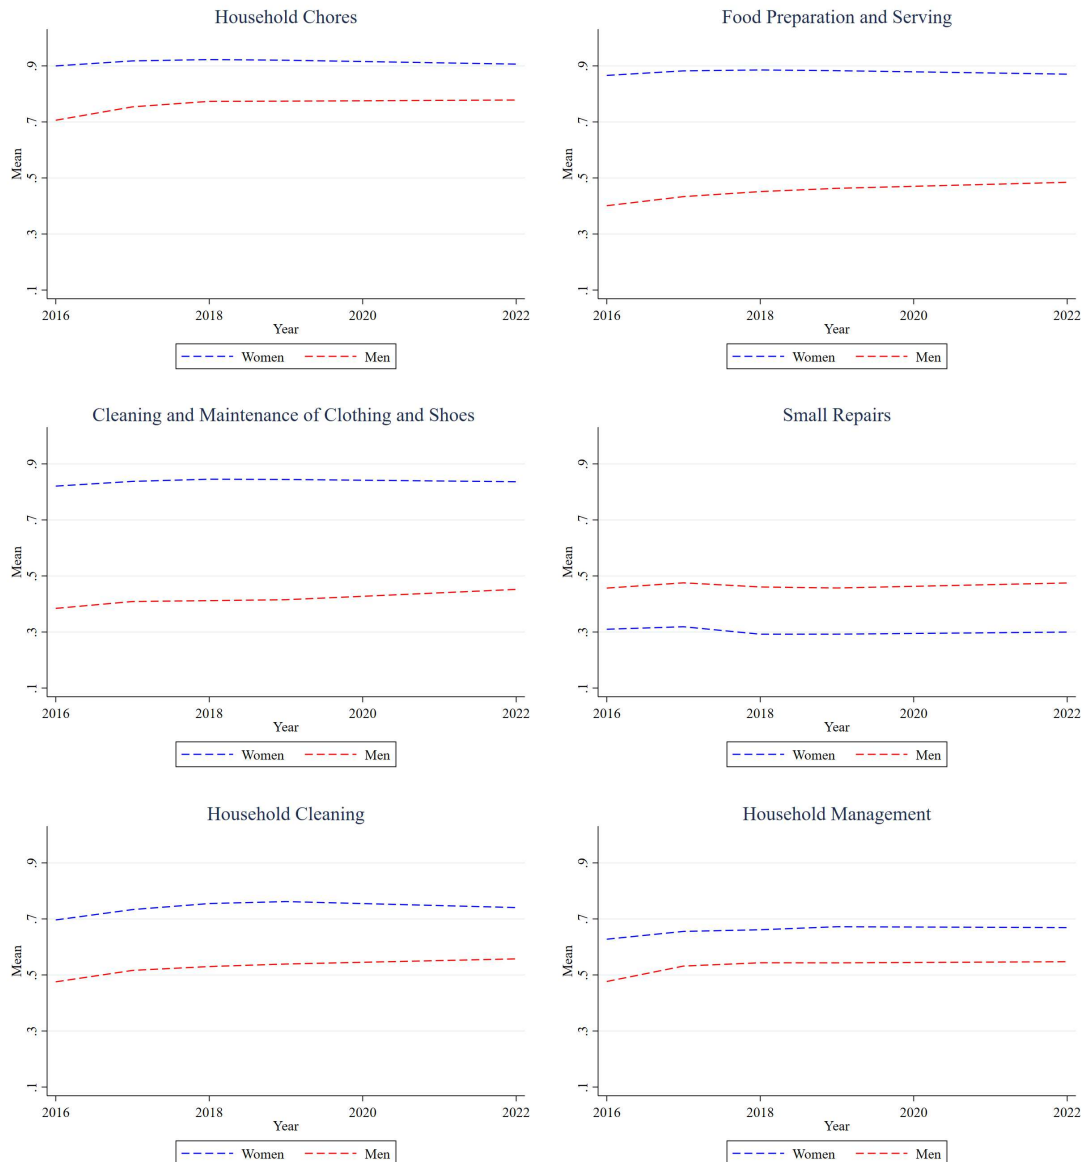 Household Chores
.9
.7
.5
.3
.1
Mean
2016 2018 2020 2022
Year
Women Men
Food Preparation and Serving
.9
.7
.5
.3
.1
Mean
2016 2018 2020 2022
Year
Women Men
Cleaning and Maintenance of Clothing and Shoes
.9
.7
.5
.3
.1
Mean
2016 2018 2020 2022
Year
Women Men
Small Repairs
.9
.7
.5
.3
.1
Mean
2016 2018 2020 2022
Year
Women Men
Household Cleaning
.9
.7
.5
.3
.1
Mean
2016 2018 2020 2022
Year
Women Men
Household Management
.9
.7
.5
.3
.1
Mean
2016 2018 2020 2022
Year
Women Men